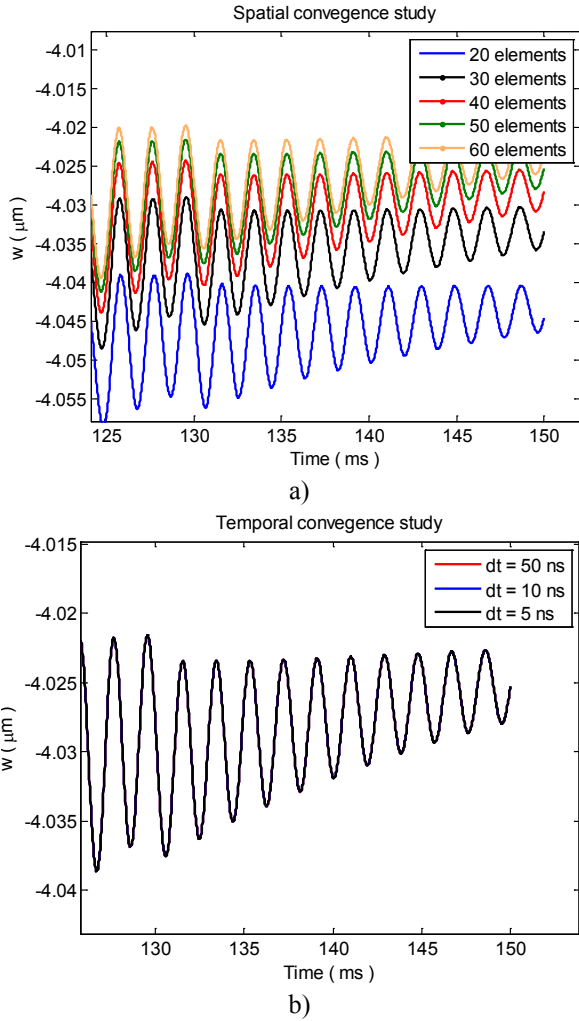 Spatial convegence study
-4.01
-4.015
-4.02
-4.025
-4.03
-4.035
-4.04
-4.045
-4.05
-4.055
w ( μm )
20 elements
30 elements
40 elements
50 elements
60 elements
125 130 135 140 145 150
Time ( ms )
a)
Temporal convegence study
-4.015
-4.02
-4.025
-4.03
-4.035
-4.04
w ( μm )
dt = 50 ns
dt = 10 ns
dt = 5 ns
130 135 140 145 150
Time ( ms )
b)